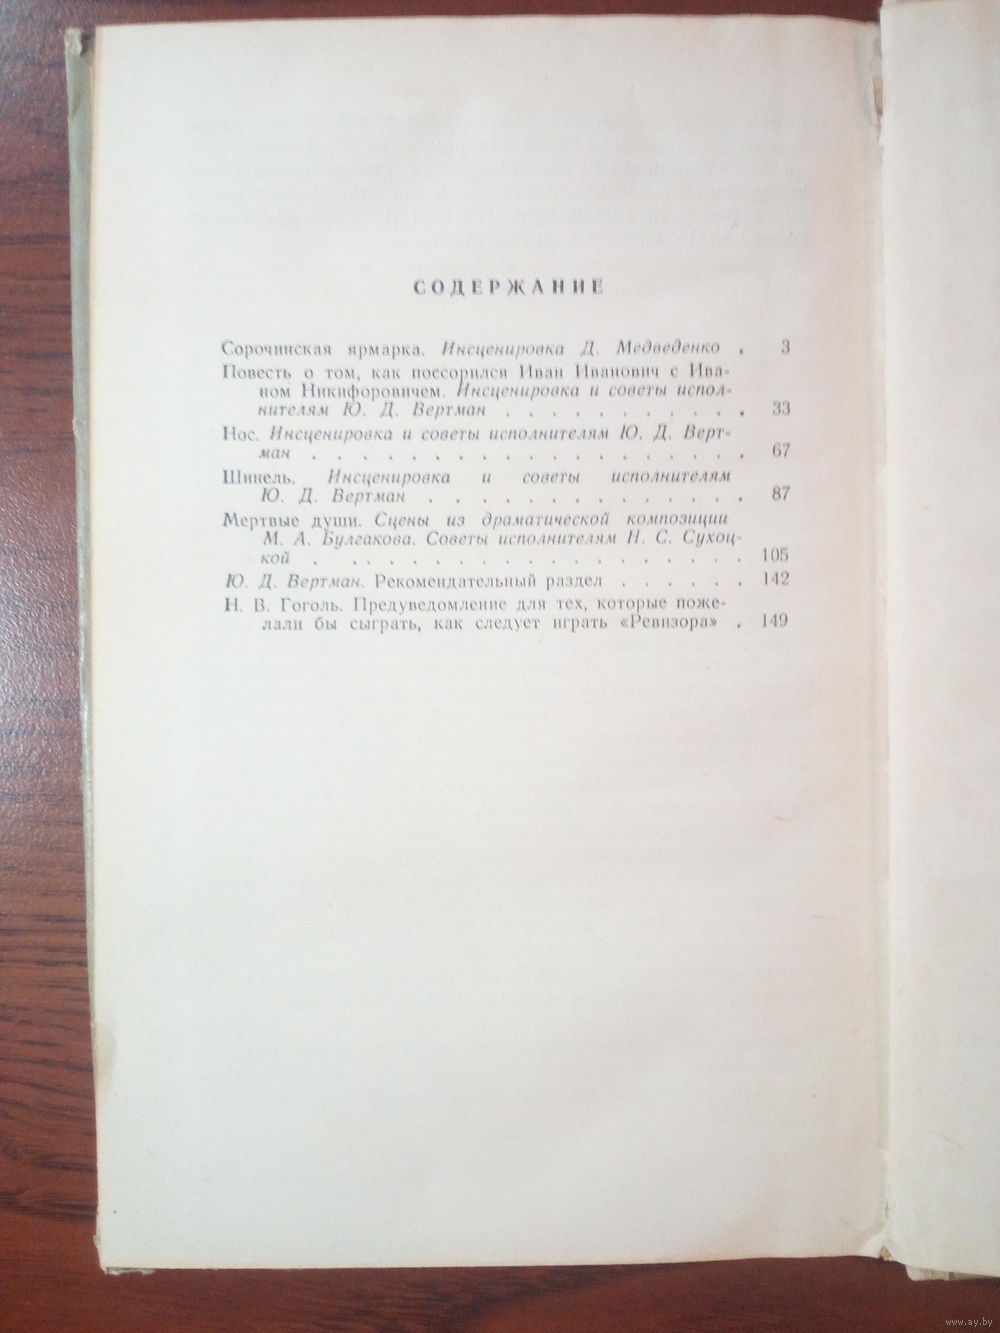 СОДЕРЖАНИЕ
Сорочинская ярмарка. Инсценировка Д. Медведенко . 3
Повесть о том, как поссорился Иван Иванович с Ива-
ном Никифоровичем. Инсценировка и советы испол-
нителям Ю. Д. Вертман . . . . . . . . . . . 33
Нос. Инсценировка и советы исполнителям Ю. Д. Верт-
ман . . . . . . . . . . . . . . . . . . 67
Шинель. Инсценировка и советы исполнителям
Ю. Д. Вертман . . . . . . . . . . . . . . 87
Мертвые души. Сцены из драматической композиции
М. А. Булгакова. Советы исполнителям Н. С. Сухоц-
кой . . . . . . . . . . . . . . . . . . 105
Ю. Д. Вертман. Рекомендательный раздел . . . . . . 142
Н. В. Гоголь. Предуведомление для тех, которые поже-
лали бы сыграть, как следует играть «Ревизора» . 149
www.ay.by